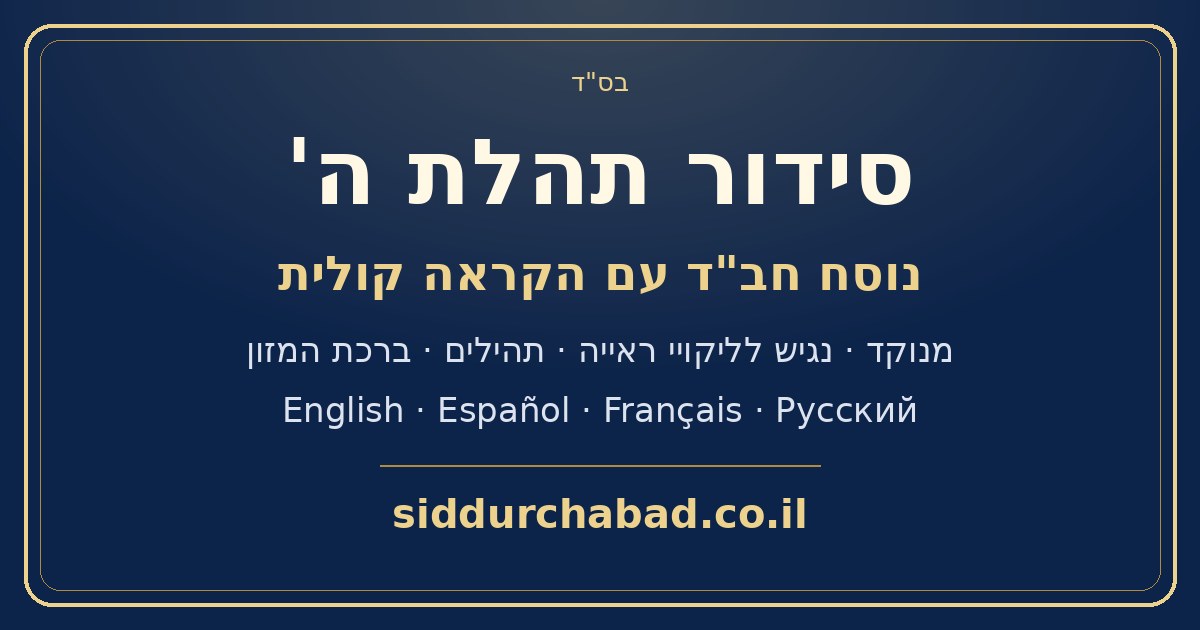 בס"ד
סידור תהלת ה'
נוסח חב"ד עם הקראה קולית
מנוקד · נגיש לליקויי ראייה · תהילים · ברכת המזון
English · Español · Français · Русский
siddurchabad.co.il